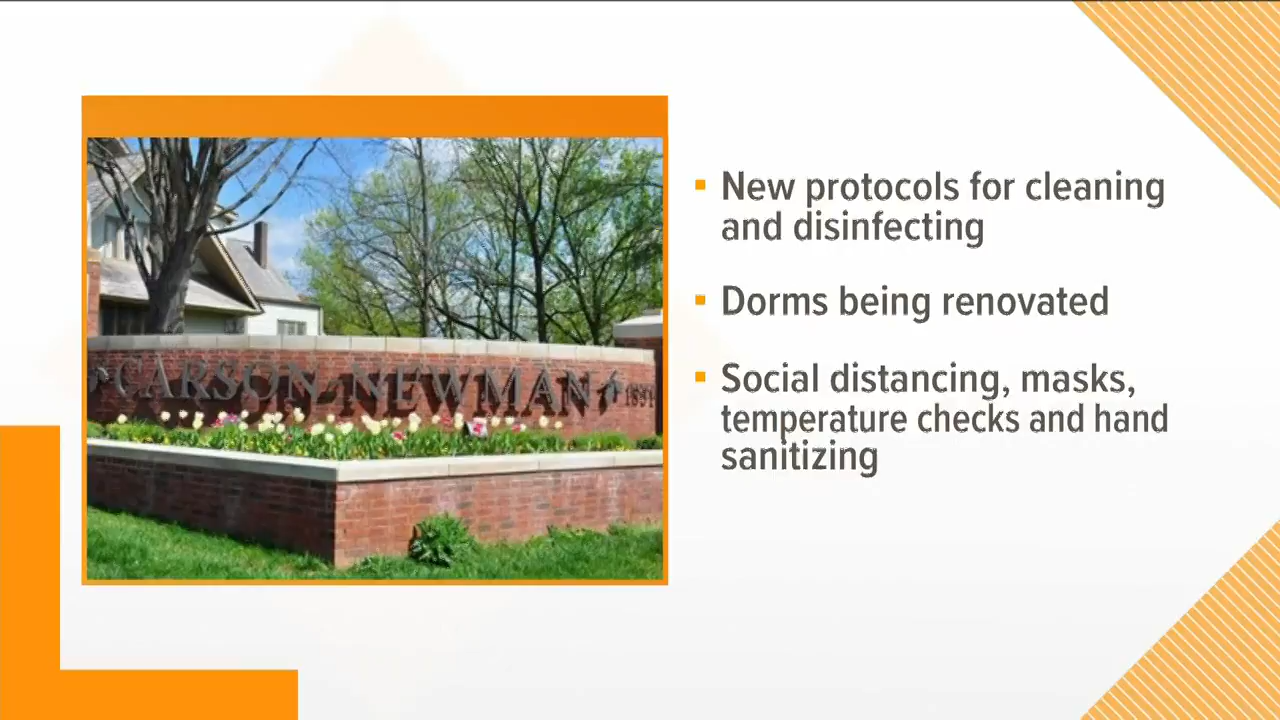 CARSON-NEWMAN 1851
New protocols for cleaning
and disinfecting
Dorms being renovated
Social distancing, masks,
temperature checks and hand
sanitizing